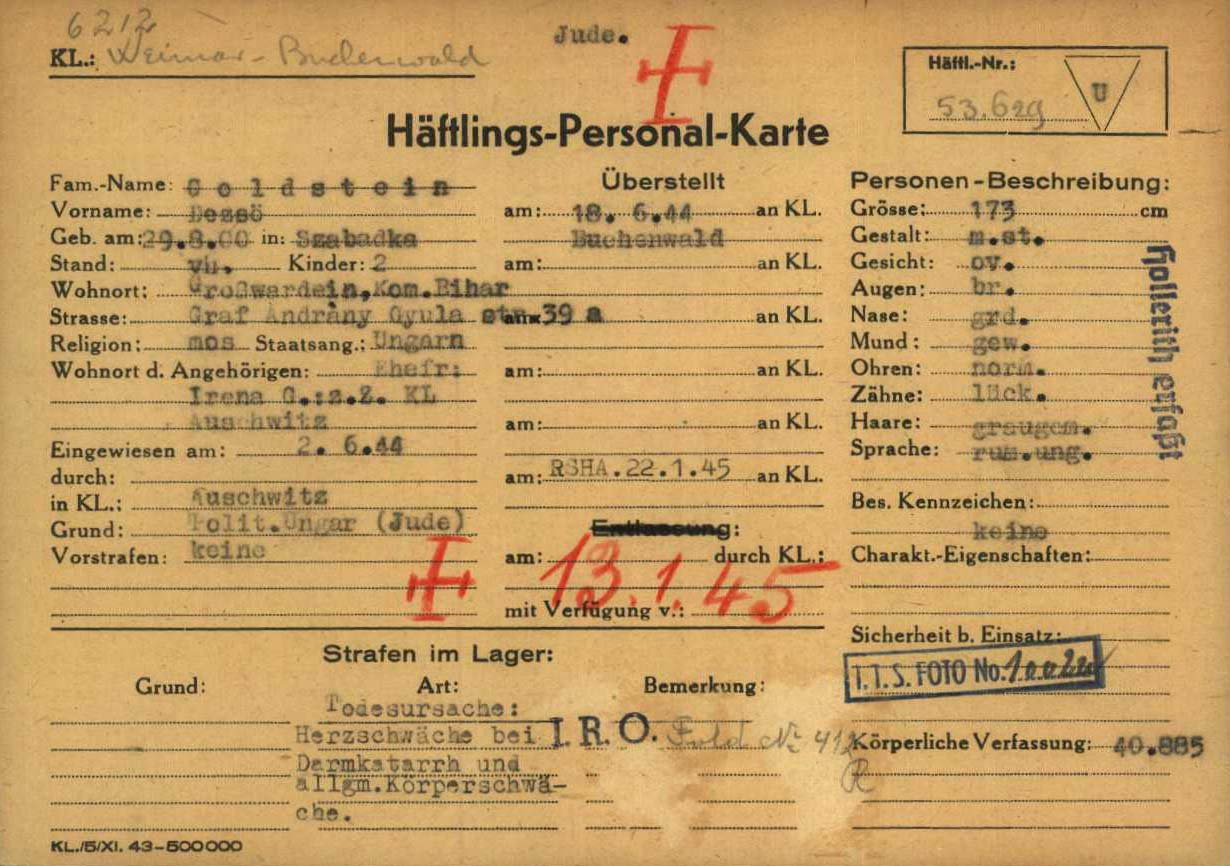 6212
KL.: Weimar-Buchenwald
Jude.
Häftl.-Nr.:
53.629
U
Häftlings-Personal-Karte
Fam.-Name: Goldstein
Vorname: Dezsö
Geb. am: 29.8.00 in: Szabadka
Stand: vh. Kinder: 2
Wohnort: Großwardein,Kom.Bihar
Strasse: Graf Andràny Gyula str. 39 a
Religion: mos Staatsang.: Ungarn
Wohnort d. Angehörigen: Ehefr:
Irena G.:z.Z. KL
Auschwitz
Eingewiesen am: 2. 6.44
durch:
in KL.: Auschwitz
Grund: Polit.Ungar (Jude)
Vorstrafen: keine
Überstellt
am: 18. 6.44 an KL.
Buchenwald
am: an KL.
am: an KL.
am: an KL.
am: an KL.
am: RSHA.22.1.45 an KL.
Entlassung:
am: durch KL.:
13.1.45
mit Verfügung v.:
Personen-Beschreibung:
Grösse: 173 cm
Gestalt: m.st.
Gesicht: ov.
Augen: br.
Nase: grd.
Mund: gew.
Ohren: norm.
Zähne: lück.
Haare: graugem.
Sprache: rum.ung.
Hollerith erfaßt
Bes. Kennzeichen:
keine
Charakt.-Eigenschaften:
Sicherheit b. Einsatz:
I.T.S. FOTO No.
Körperliche Verfassung: 40.885
Strafen im Lager:
Grund: Art: Bemerkung:
Todesursache:
Herzschwäche bei
Darmkatarrh und
allgm.Körperschwä-
che.
I.R.O. № 412
R
KL./5/XI. 43-500000